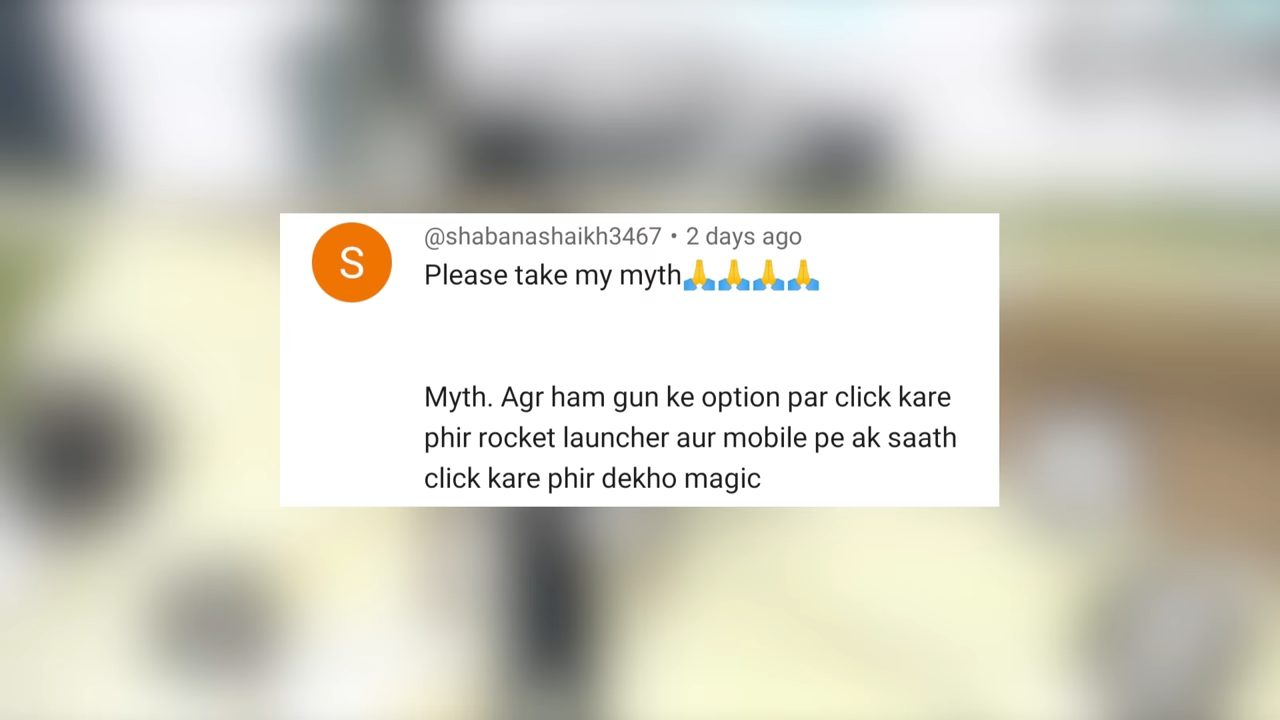 S
@shabanashaikh3467 • 2 days ago
Please take my myth🙏🙏🙏🙏
Myth. Agr ham gun ke option par click kare
phir rocket launcher aur mobile pe ak saath
click kare phir dekho magic